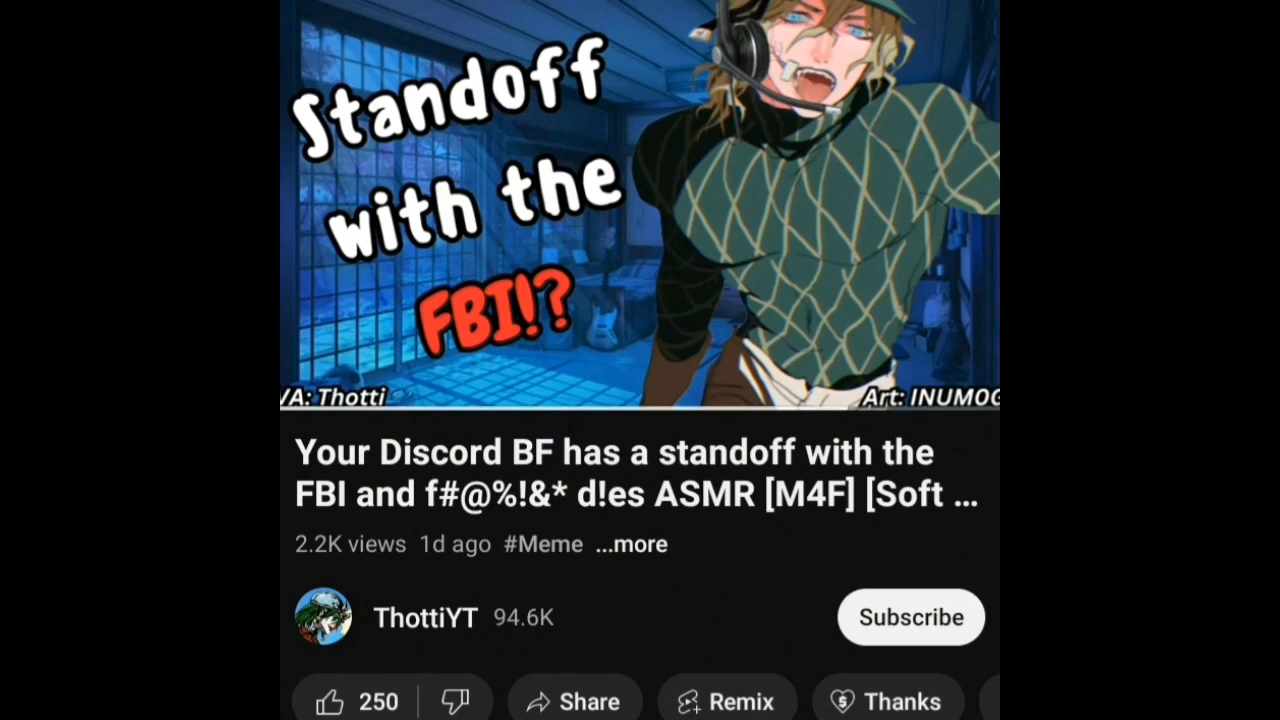 Standoff
with the
FBI!?
VA: Thotti
Art: INUMOG
Your Discord BF has a standoff with the
FBI and f#@%!&* d!es ASMR [M4F] [Soft ...
2.2K views 1d ago #Meme ...more
ThottiYT 94.6K
Subscribe
250 Share Remix Thanks